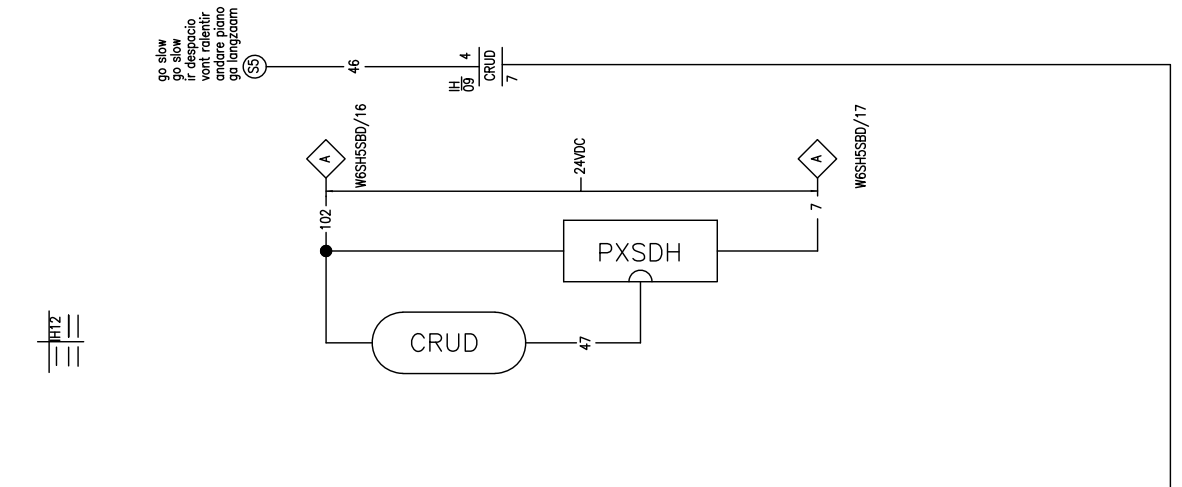 go slow
go slow
ir despacio
vont ralentir
andare piano
ga langzaam
S5
46
4
IH
09
CRUD
7
A
W6SH5SBD/16
24VDC
A
W6SH5SBD/17
102
7
PXSDH
IH12
CRUD
47